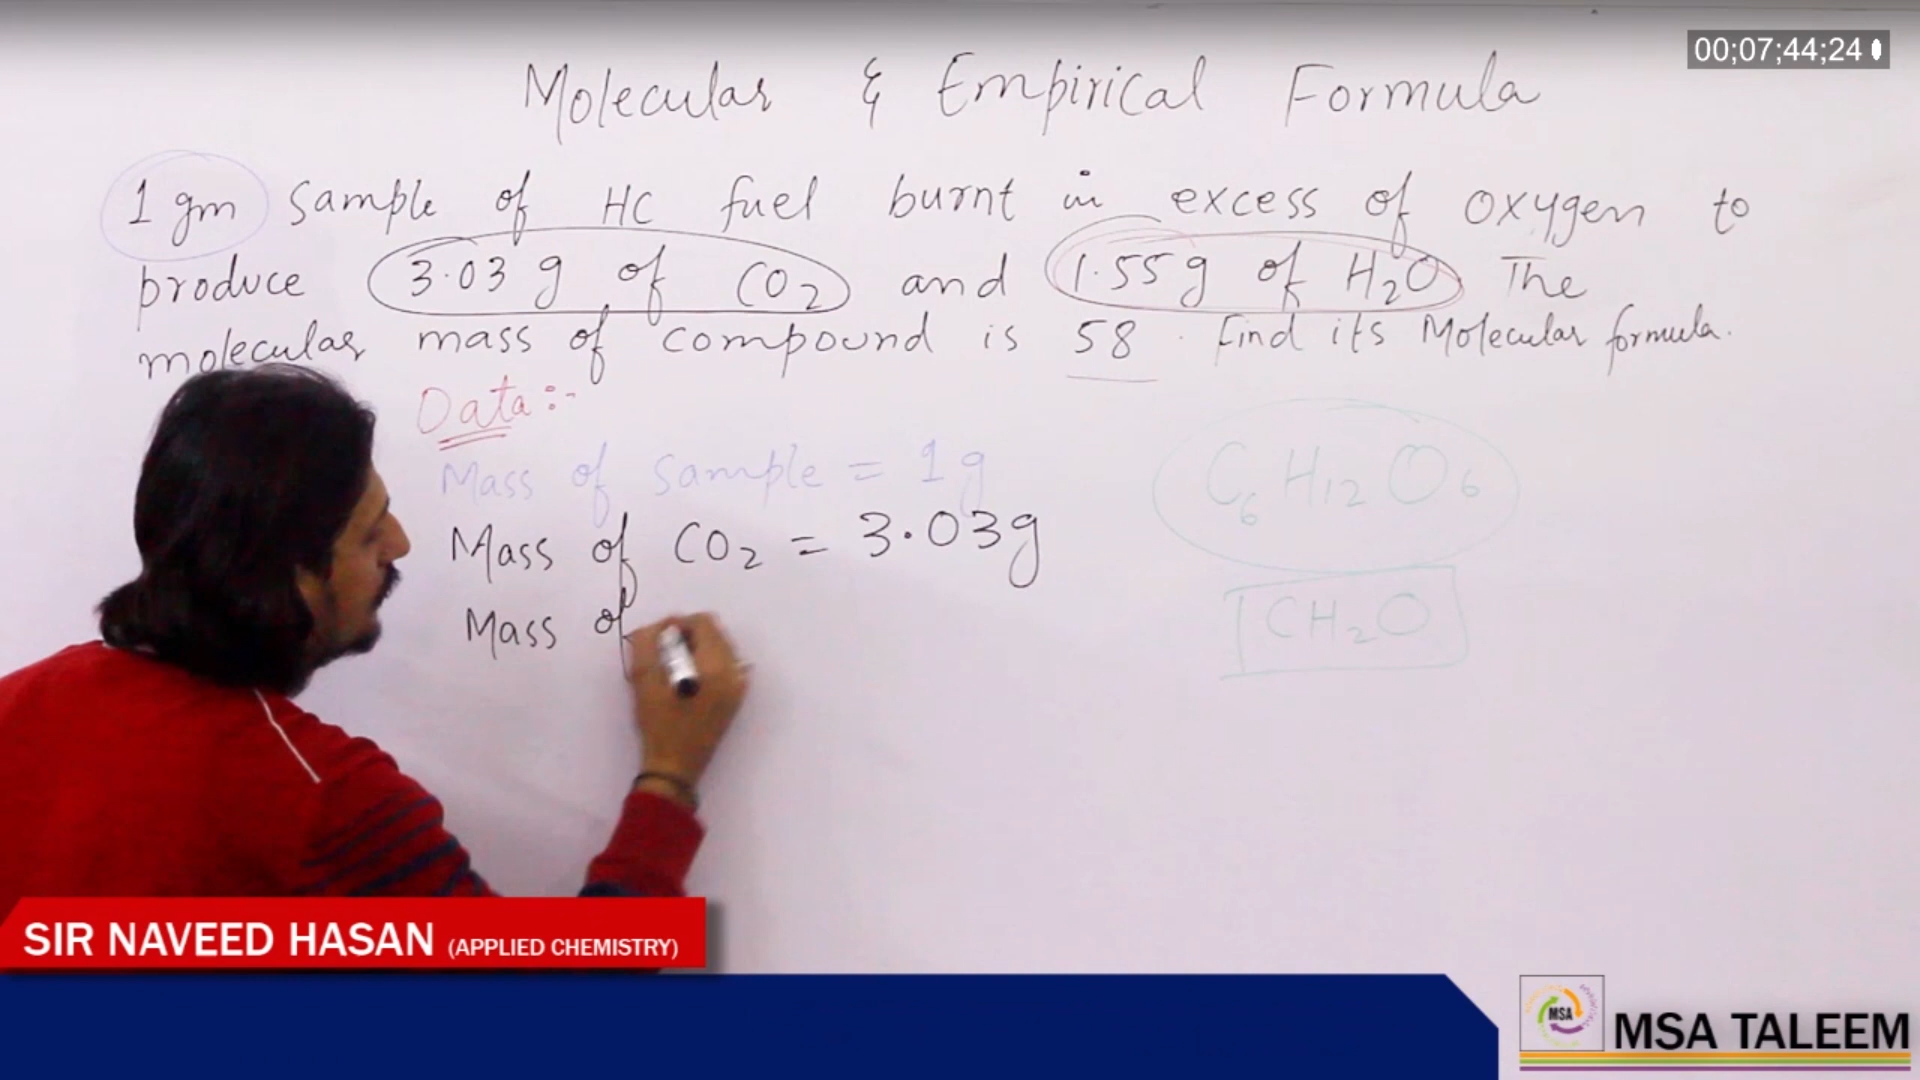 00;07;44;24
Molecular & Empirical Formula
1 gm sample of HC fuel burnt in excess of oxygen to
produce 3.03 g of CO2 and 1.55g of H2O The
molecular mass of compound is 58. Find its Molecular formula.
Data:-
Mass of sample = 1g
Mass of CO2 = 3.03g
Mass of
C6H12O6
CH2O
SIR NAVEED HASAN (APPLIED CHEMISTRY)
MSA
MSA TALEEM